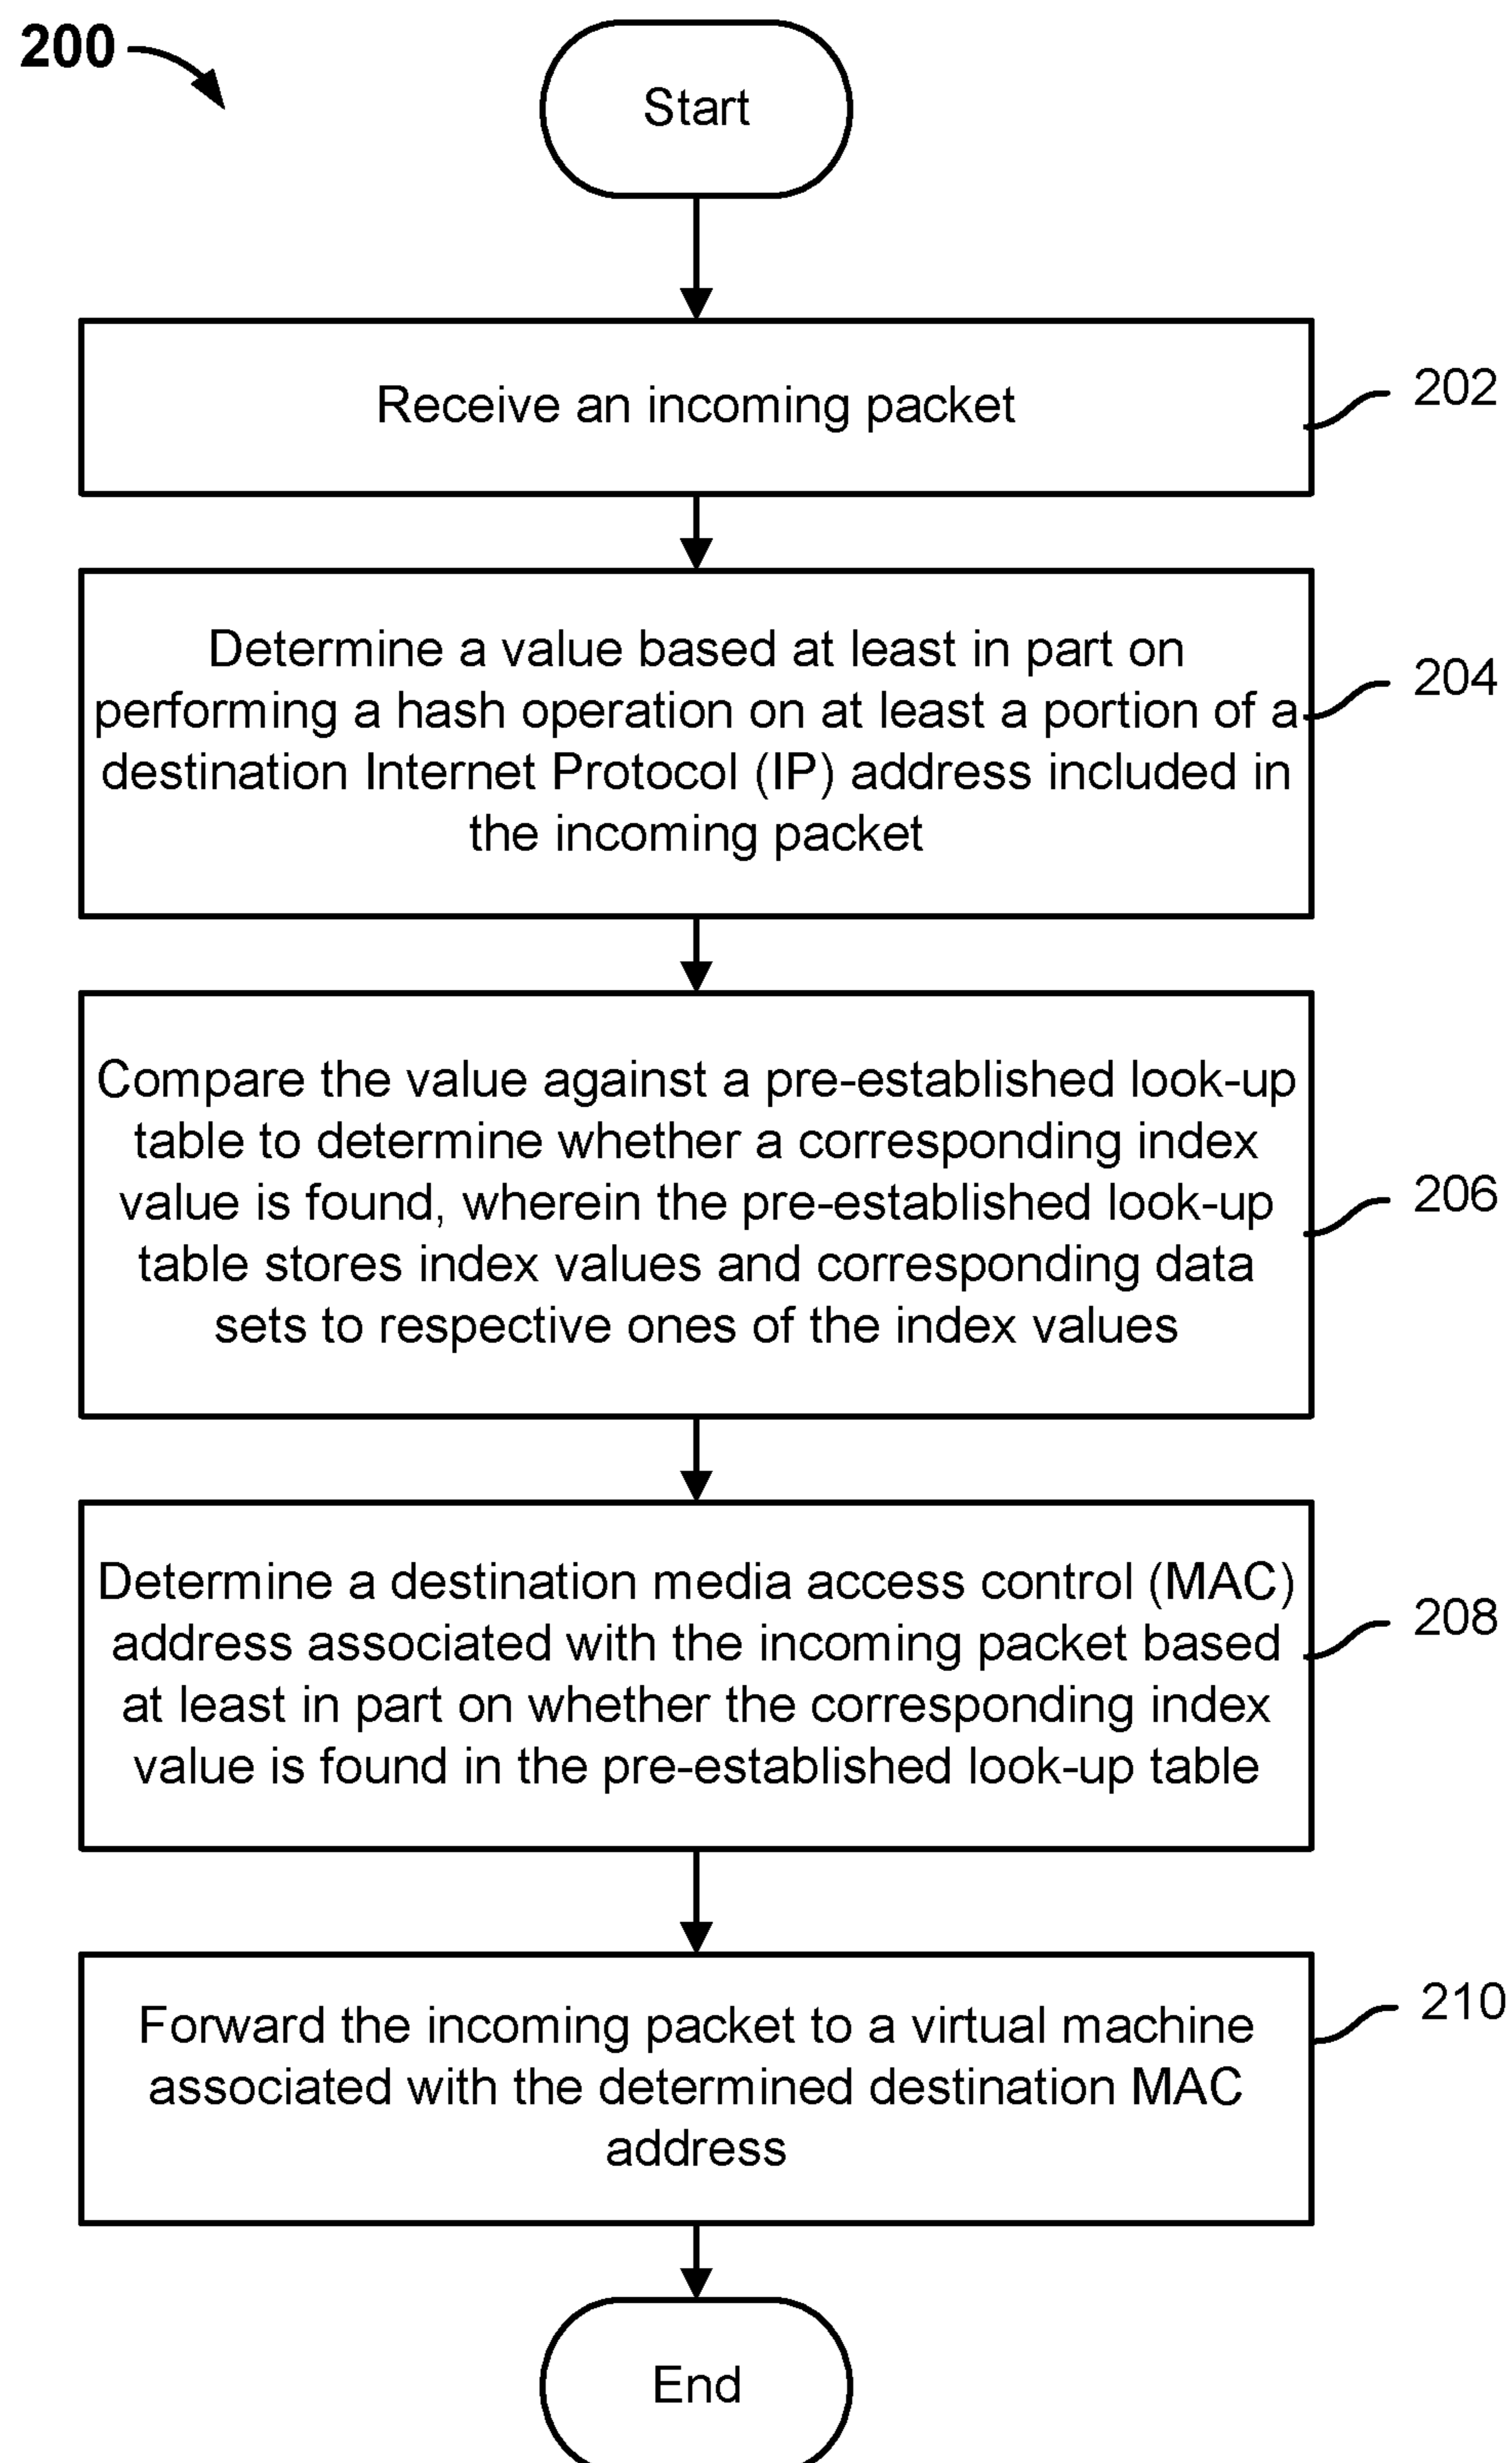 200
Start
Receive an incoming packet
202
Determine a value based at least in part on
performing a hash operation on at least a portion of a
destination Internet Protocol (IP) address included in
the incoming packet
204
Compare the value against a pre-established look-up
table to determine whether a corresponding index
value is found, wherein the pre-established look-up
table stores index values and corresponding data
sets to respective ones of the index values
206
Determine a destination media access control (MAC)
address associated with the incoming packet based
at least in part on whether the corresponding index
value is found in the pre-established look-up table
208
Forward the incoming packet to a virtual machine
associated with the determined destination MAC
address
210
End